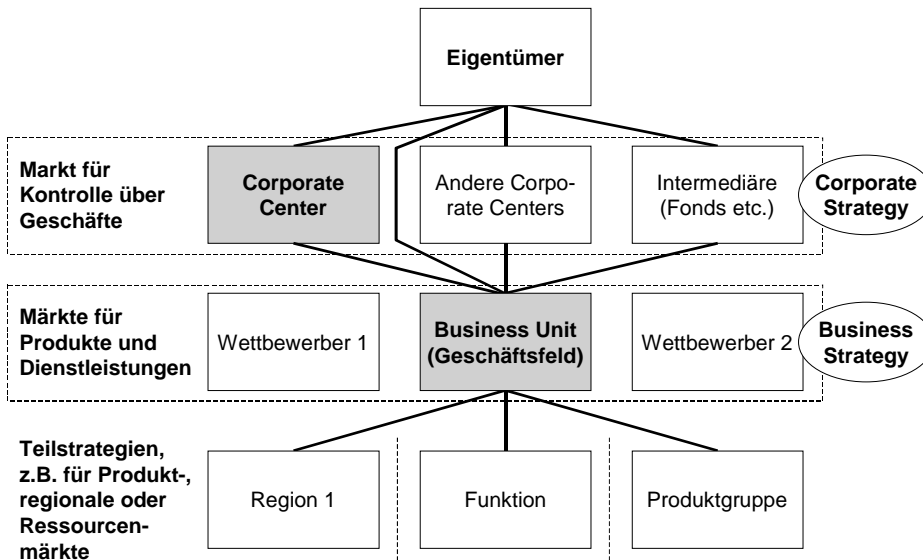 Eigentümer
Markt für
Kontrolle über
Geschäfte
Corporate
Center
Andere Corpo-
rate Centers
Intermediäre
(Fonds etc.)
Corporate
Strategy
Märkte für
Produkte und
Dienstleistungen
Wettbewerber 1
Business Unit
(Geschäftsfeld)
Wettbewerber 2
Business
Strategy
Teilstrategien,
z.B. für Produkt-,
regionale oder
Ressourcen-
märkte
Region 1
Funktion
Produktgruppe